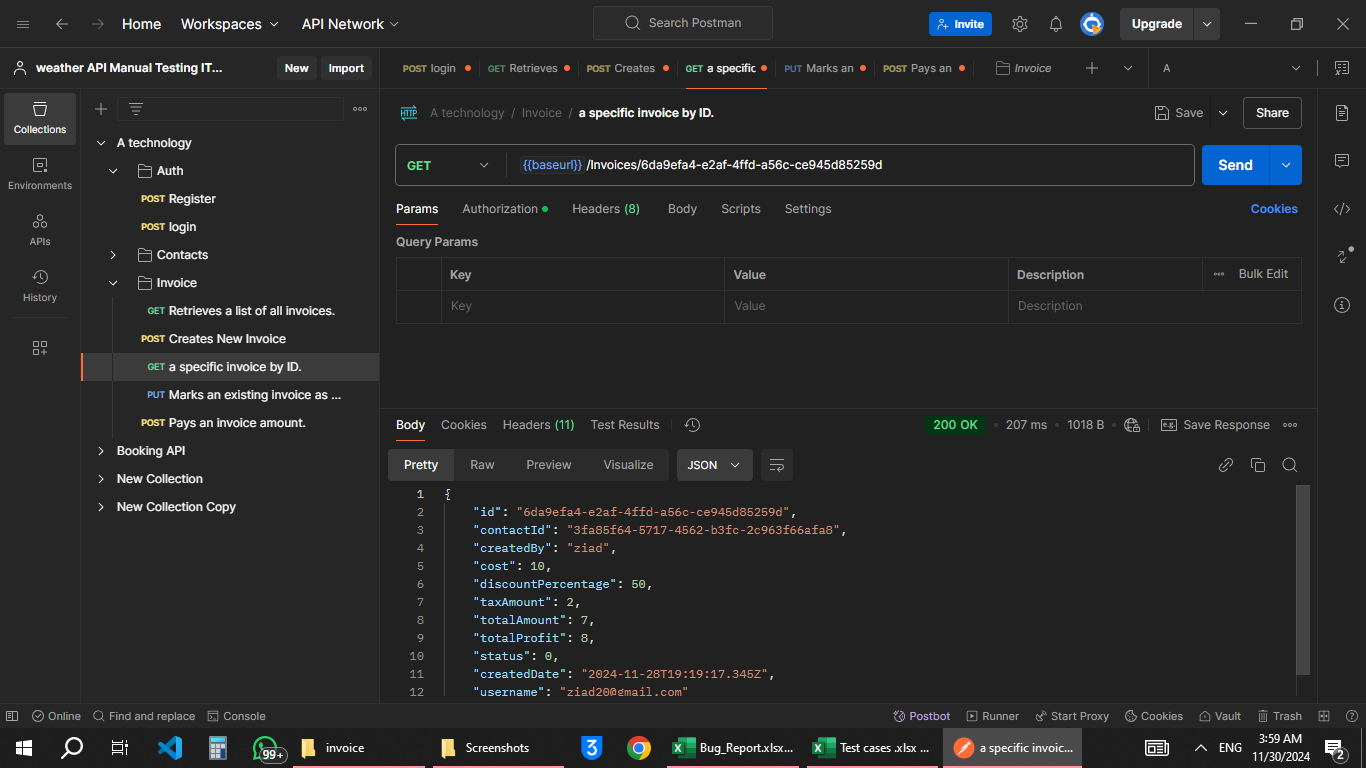 Home Workspaces API Network Search Postman Invite Upgrade
weather API Manual Testing IT... New Import
POST login GET Retrieves POST Creates GET a specific PUT Marks an POST Pays an Invoice A
Collections
Environments
APIs
History
A technology
Auth
POST Register
POST login
Contacts
Invoice
GET Retrieves a list of all invoices.
POST Creates New Invoice
GET a specific invoice by ID.
PUT Marks an existing invoice as ...
POST Pays an invoice amount.
Booking API
New Collection
New Collection Copy
HTTP A technology / Invoice / a specific invoice by ID. Save Share
GET {{baseurl}} /Invoices/6da9efa4-e2af-4ffd-a56c-ce945d85259d Send
Params Authorization Headers (8) Body Scripts Settings Cookies
Query Params
Key Value Description Bulk Edit
Key Value Description
Body Cookies Headers (11) Test Results 200 OK 207 ms 1018 B e.g. Save Response
Pretty Raw Preview Visualize JSON
1 {
2 "id": "6da9efa4-e2af-4ffd-a56c-ce945d85259d",
3 "contactId": "3fa85f64-5717-4562-b3fc-2c963f66afa8",
4 "createdBy": "ziad",
5 "cost": 10,
6 "discountPercentage": 50,
7 "taxAmount": 2,
8 "totalAmount": 7,
9 "totalProfit": 8,
10 "status": 0,
11 "createdDate": "2024-11-28T19:19:17.345Z",
12 "username": "ziad20@gmail.com"
Online Find and replace Console Postbot Runner Start Proxy Cookies Vault Trash
99+ invoice Screenshots 3 Bug_Report.xlsx... Test cases .xlsx ... a specific invoic... ENG 3:59 AM
11/30/2024 2